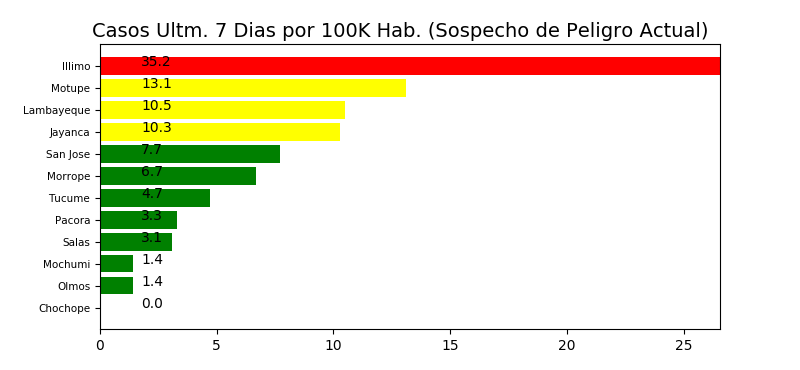 Casos Ultm. 7 Dias por 100K Hab. (Sospecho de Peligro Actual)
Illimo 35.2
Motupe 13.1
Lambayeque 10.5
Jayanca 10.3
San Jose 7.7
Morrope 6.7
Tucume 4.7
Pacora 3.3
Salas 3.1
Mochumi 1.4
Olmos 1.4
Chochope 0.0
0 5 10 15 20 25